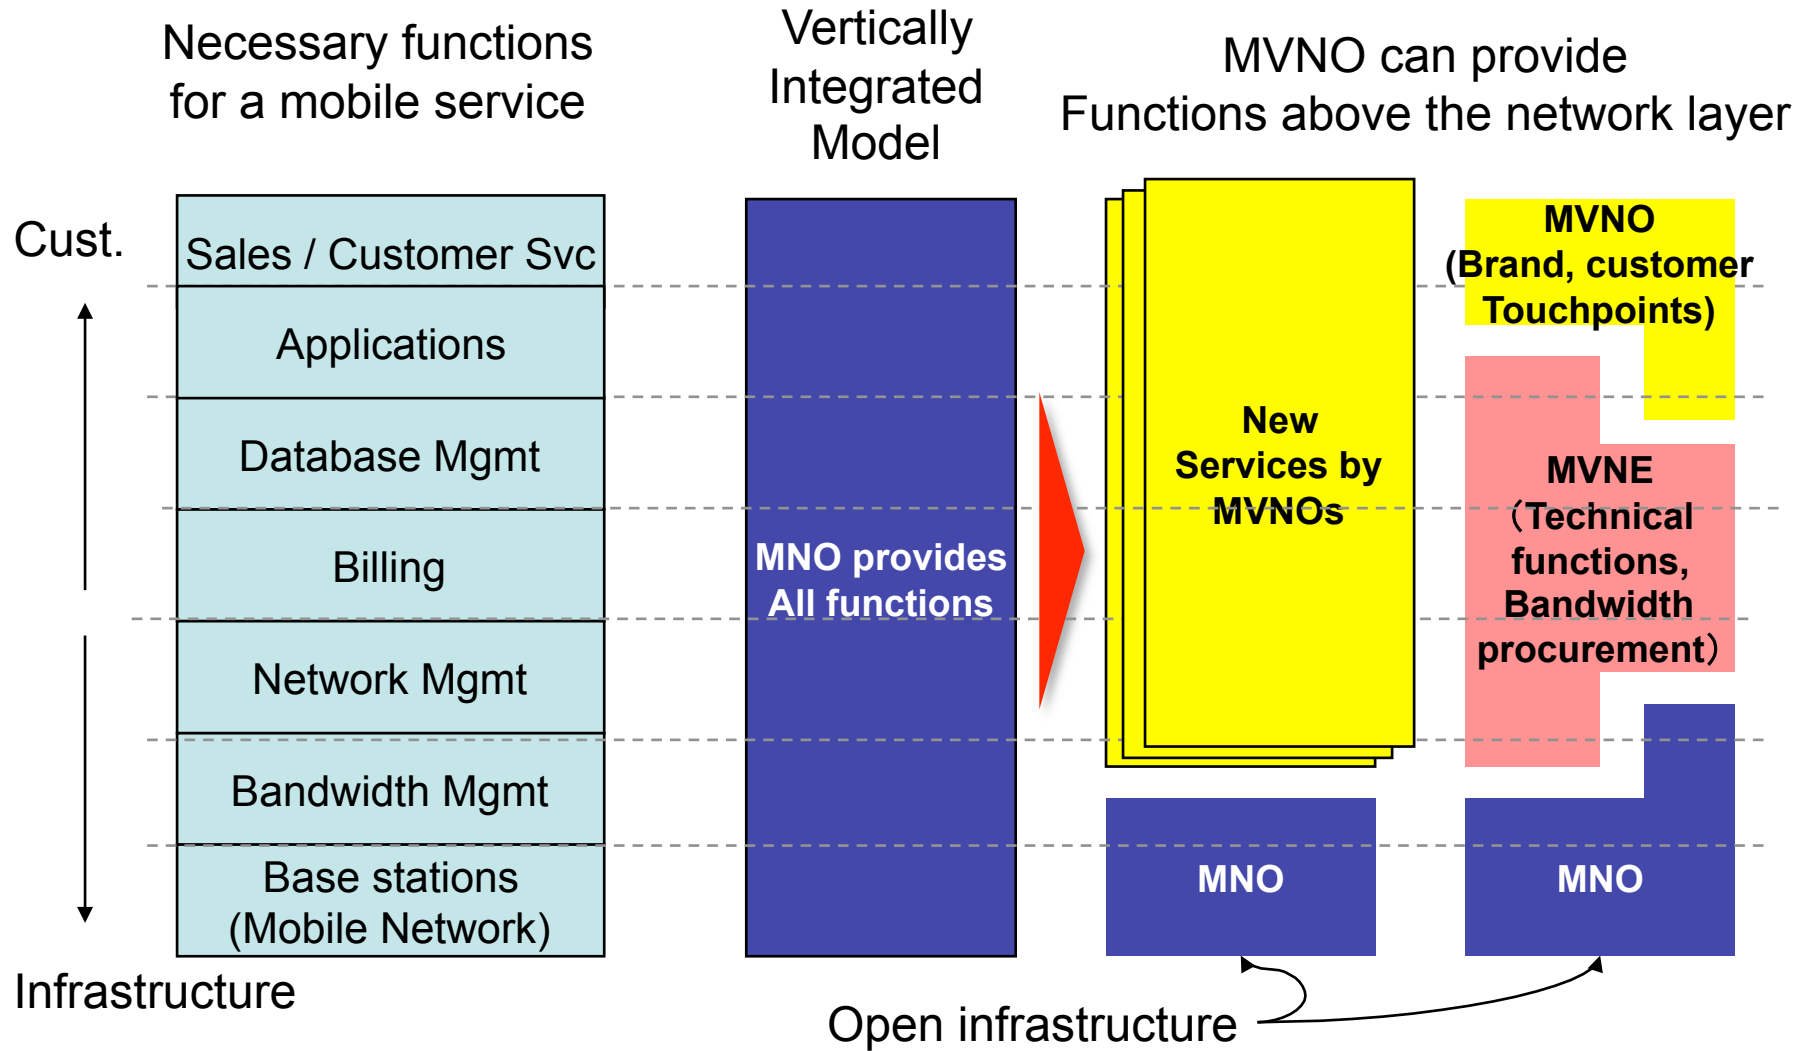 Necessary functions
for a mobile service
Vertically
Integrated
Model
MVNO can provide
Functions above the network layer
Cust.
Infrastructure
Sales / Customer Svc
Applications
Database Mgmt
Billing
Network Mgmt
Bandwidth Mgmt
Base stations
(Mobile Network)
MNO provides
All functions
New
Services by
MVNOs
MNO
MVNO
(Brand, customer
Touchpoints)
MVNE
（Technical
functions,
Bandwidth
procurement）
MNO
Open infrastructure